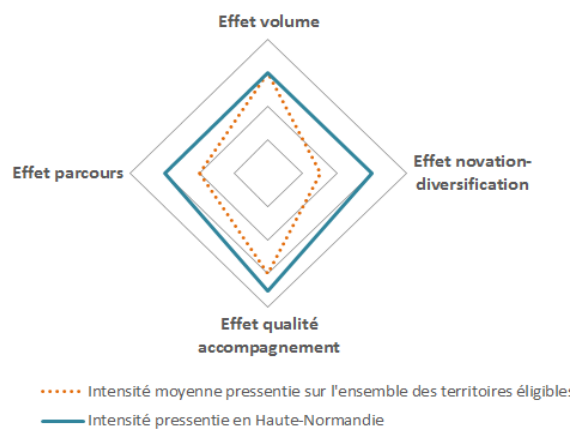 Effet volume
Effet parcours
Effet novation-
diversification
Effet qualité
accompagnement
Intensité moyenne pressentie sur l'ensemble des territoires éligibles
Intensité pressentie en Haute-Normandie